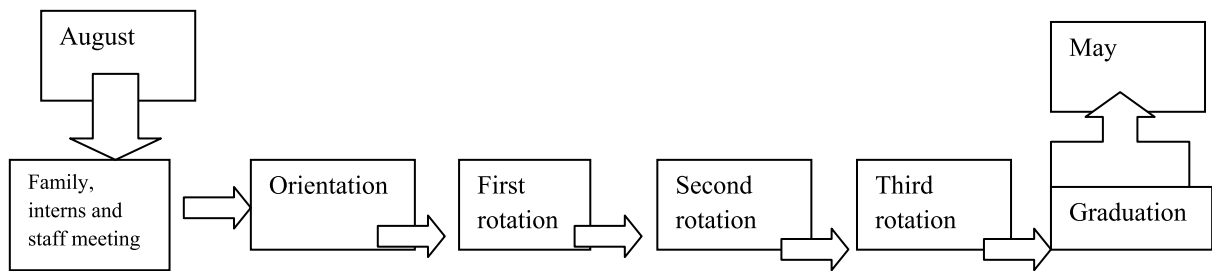 August
May
Family,
interns and
staff meeting
Orientation
First
rotation
Second
rotation
Third
rotation
Graduation